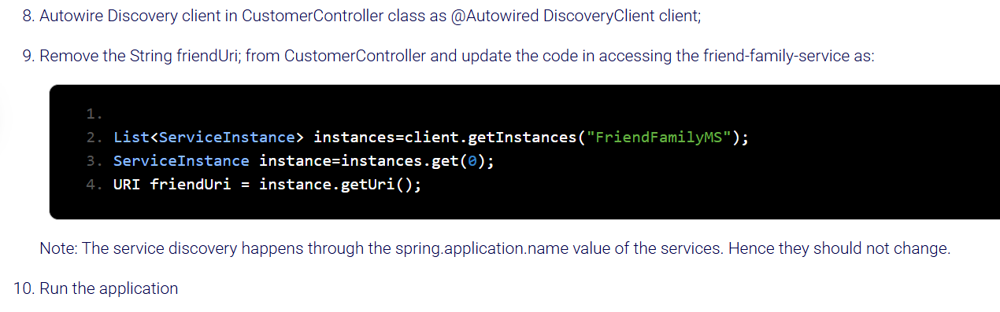 8. Autowire Discovery client in CustomerController class as @Autowired DiscoveryClient client;
9. Remove the String friendUri; from CustomerController and update the code in accessing the friend-family-service as:
1.
2. List<ServiceInstance> instances=client.getInstances("FriendFamilyMS");
3. ServiceInstance instance=instances.get(0);
4. URI friendUri = instance.getUri();
Note: The service discovery happens through the spring.application.name value of the services. Hence they should not change.
10. Run the application